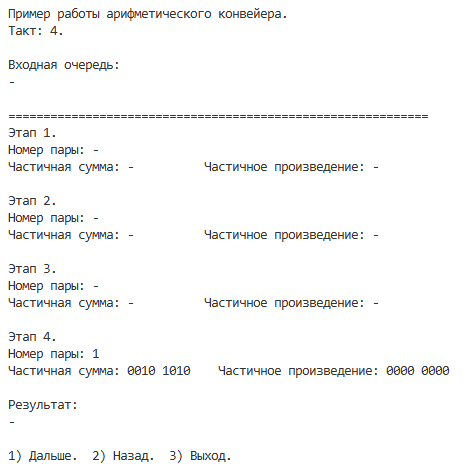 Пример работы арифметического конвейера.
Такт: 4.
Входная очередь:
-
============================================================
Этап 1.
Номер пары: -
Частичная сумма: -          Частичное произведение: -
Этап 2.
Номер пары: -
Частичная сумма: -          Частичное произведение: -
Этап 3.
Номер пары: -
Частичная сумма: -          Частичное произведение: -
Этап 4.
Номер пары: 1
Частичная сумма: 0010 1010    Частичное произведение: 0000 0000
Результат:
-
1) Дальше.  2) Назад.  3) Выход.